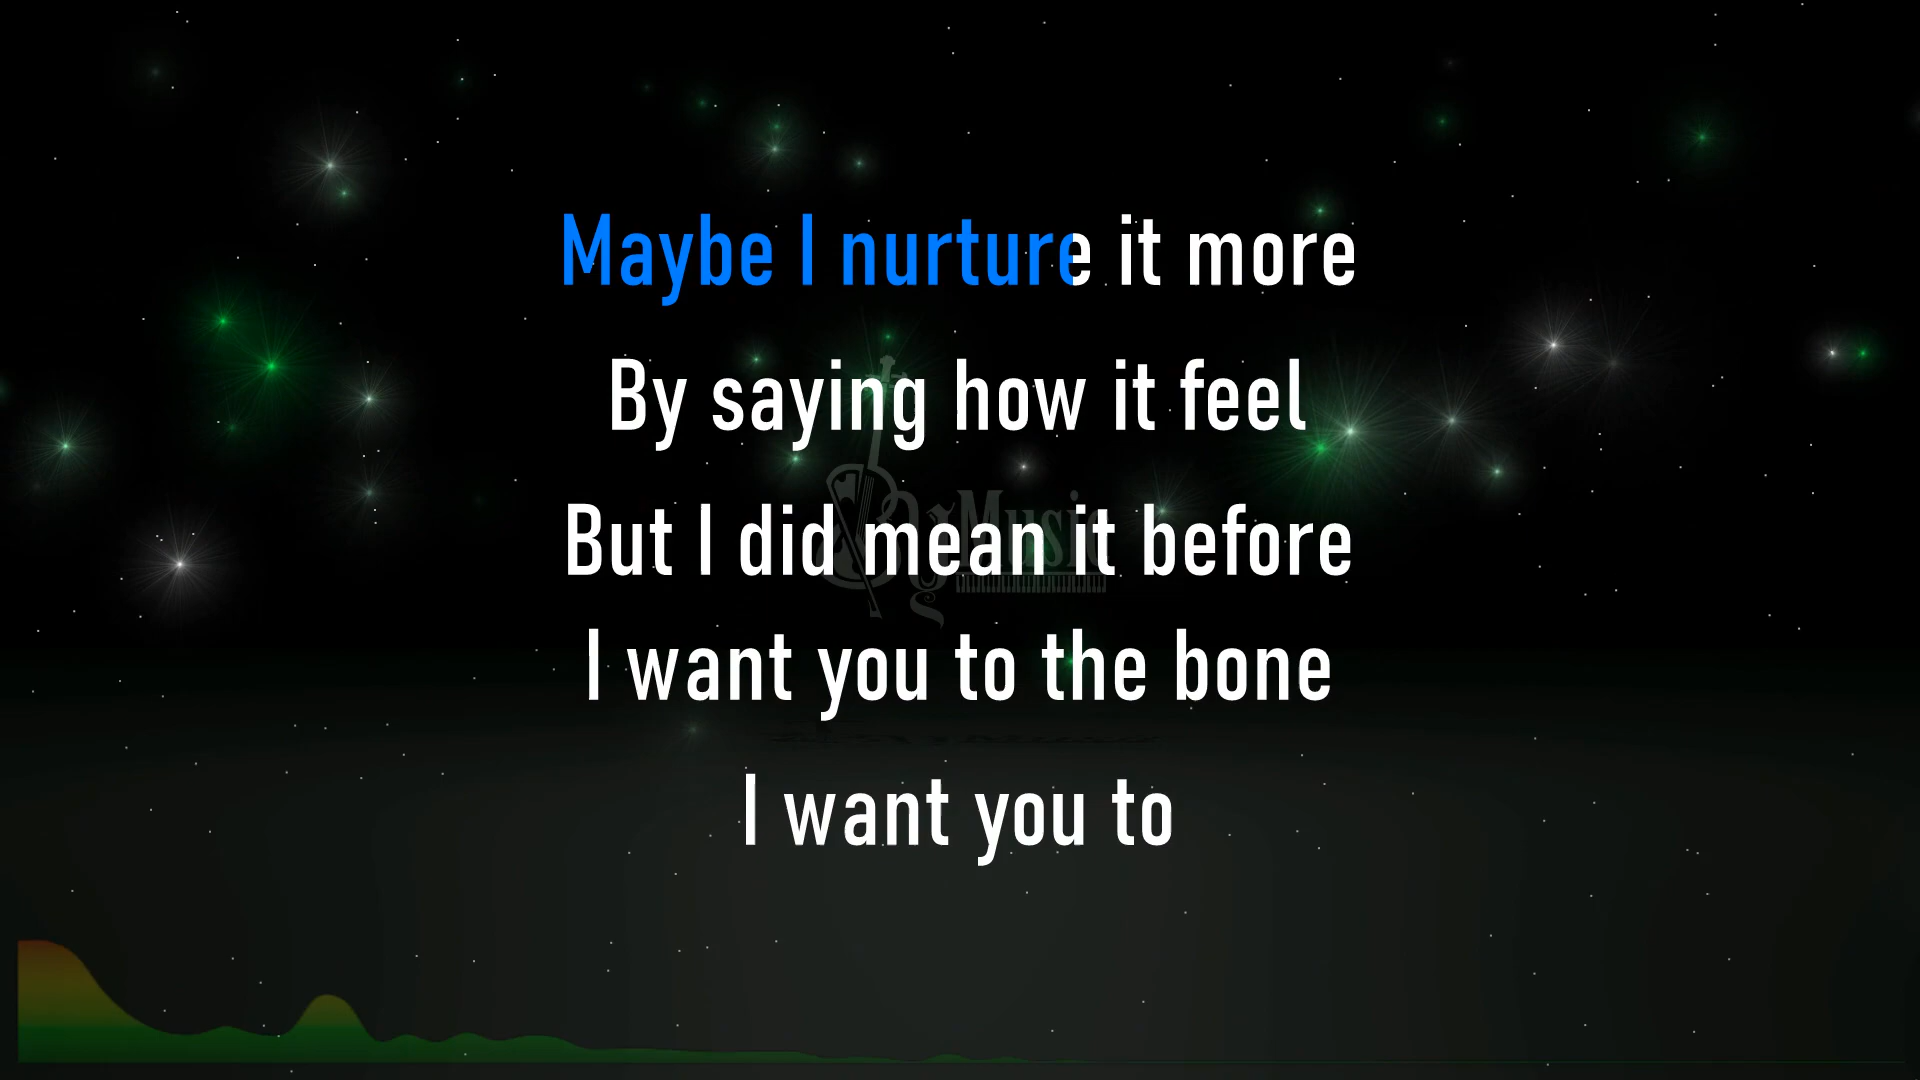 Maybe I nurture it more
By saying how it feel
But I did mean it before
I want you to the bone
I want you to
ByMusic